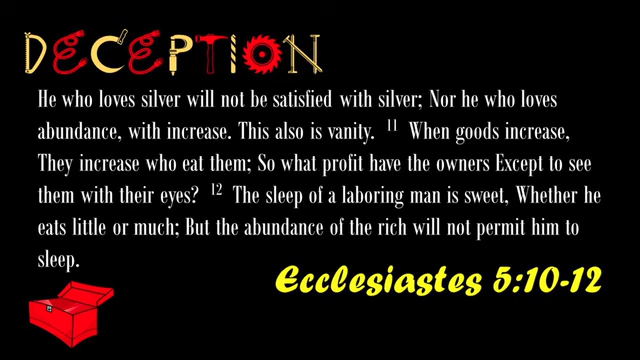 DECEPTION
He who loves silver will not be satisfied with silver; Nor he who loves
abundance, with increase. This also is vanity. 11 When goods increase,
They increase who eat them; So what profit have the owners Except to see
them with their eyes? 12 The sleep of a laboring man is sweet, Whether he
eats little or much; But the abundance of the rich will not permit him to
sleep.
Ecclesiastes 5:10-12